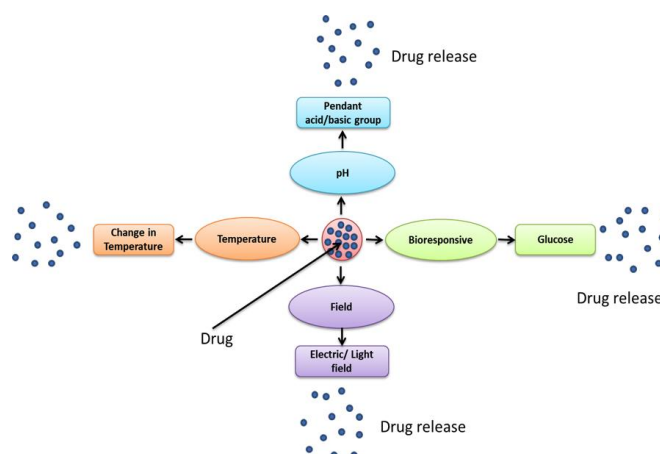 Drug release
Pendant
acid/basic group
pH
Change in
Temperature
Temperature
Bioresponsive
Glucose
Drug release
Field
Drug
Electric/ Light
field
Drug release